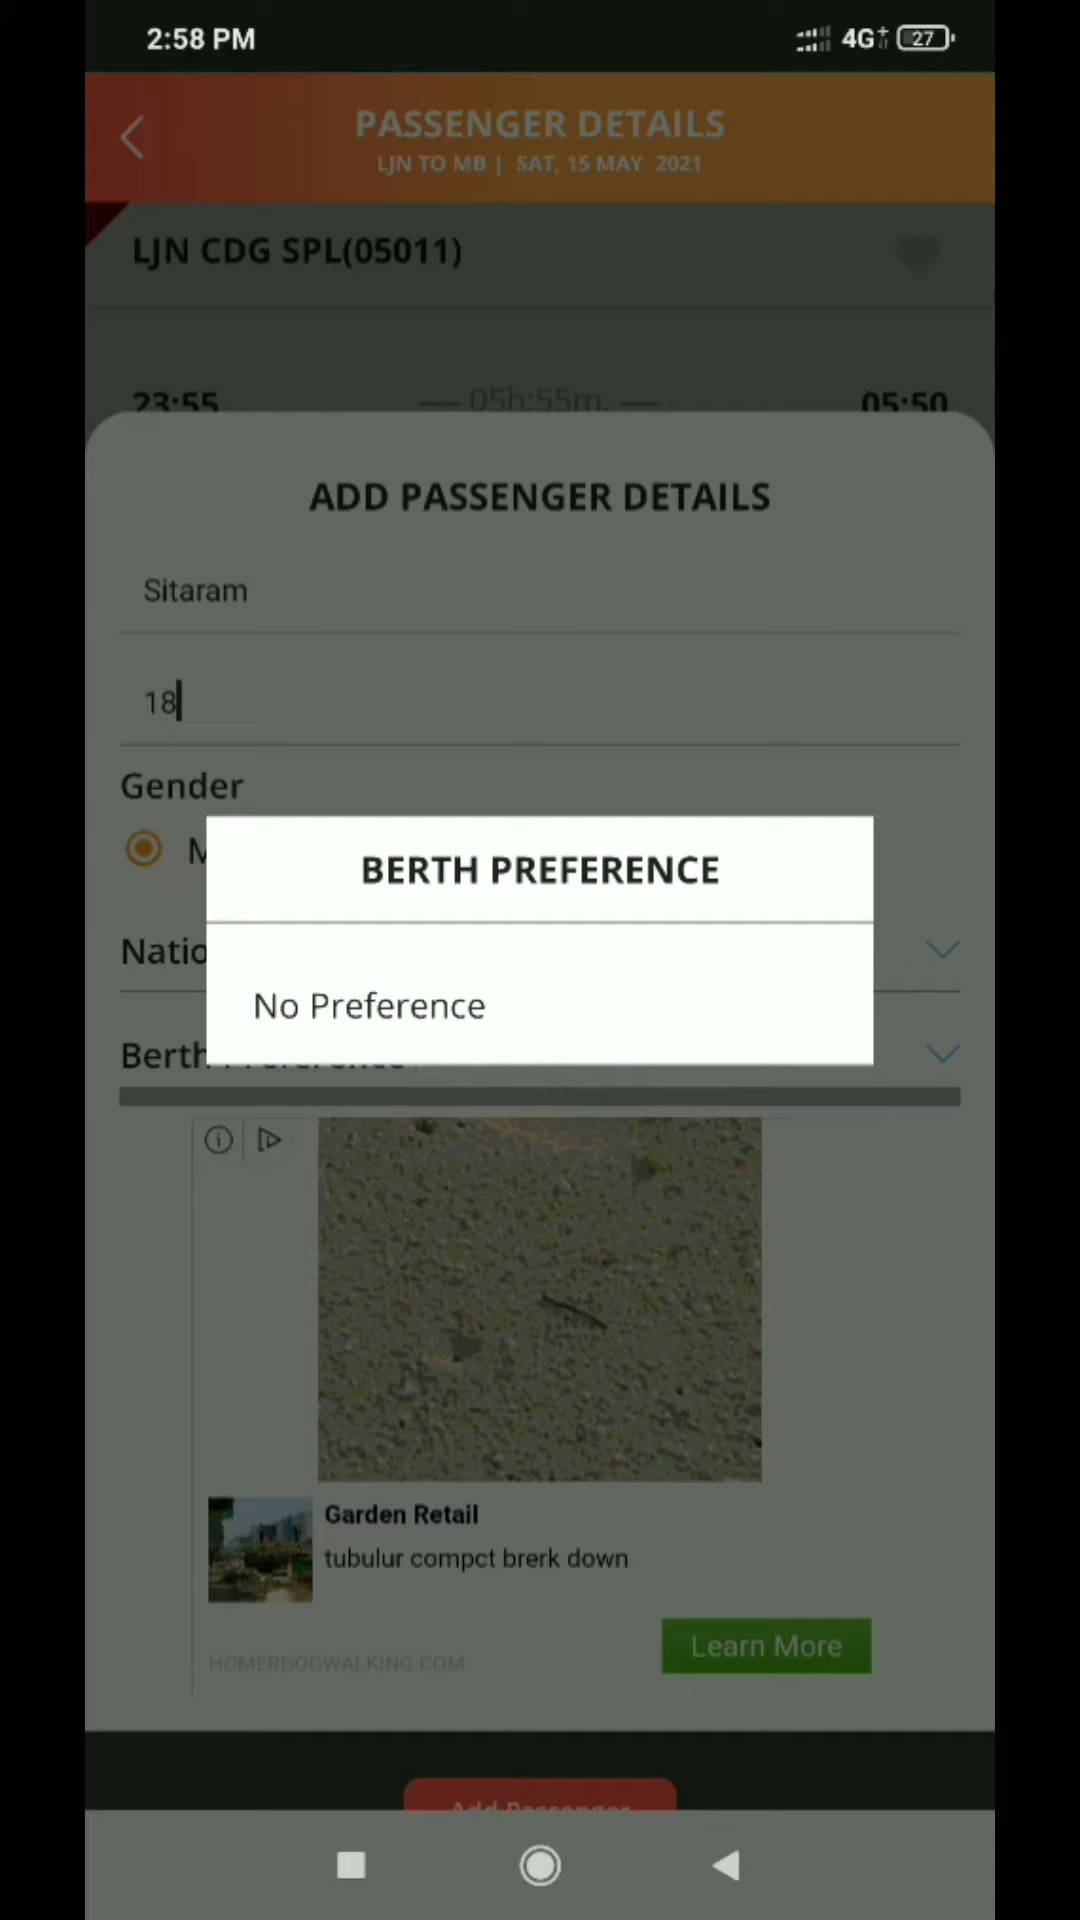 2:58 PM
4G+
27
PASSENGER DETAILS
LJN TO MB | SAT, 15 MAY 2021
LJN CDG SPL(05011)
23:55
05h:55m.
05:50
ADD PASSENGER DETAILS
Sitaram
18
Gender
M
BERTH PREFERENCE
Natio
No Preference
Berth
Garden Retail
tubulur compct brerk down
Learn More
HOMERDOGWALKING.COM
Add Passenger